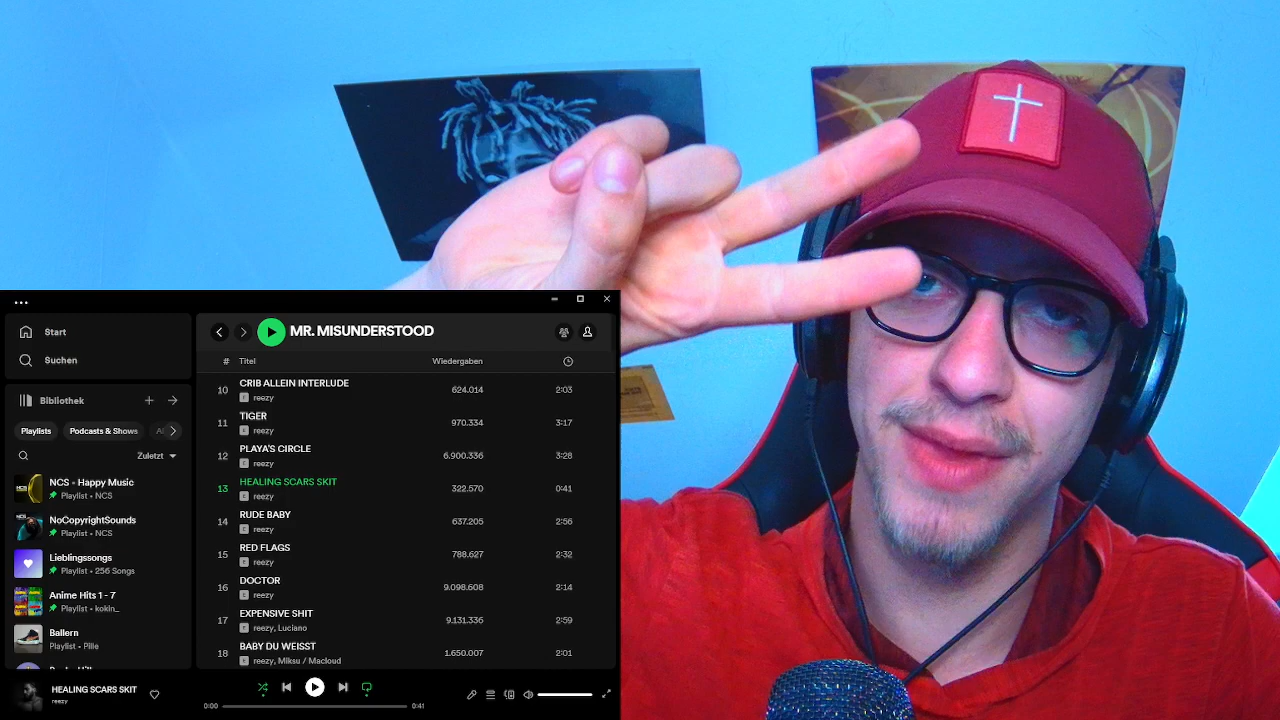 Start
Suchen
Bibliothek
Playlists
Podcasts & Shows
Zuletzt
NCS • Happy Music
Playlist • NCS
NoCopyrightSounds
Playlist • NCS
Lieblingssongs
Playlist • 256 Songs
Anime Hits 1 - 7
Playlist • kokin_
Ballern
Playlist • Pille
MR. MISUNDERSTOOD
# Titel Wiedergaben
10 CRIB ALLEIN INTERLUDE 624.014 2:03
E reezy
11 TIGER 970.334 3:17
E reezy
12 PLAYA'S CIRCLE 6.900.336 3:28
E reezy
13 HEALING SCARS SKIT 322.570 0:41
E reezy
14 RUDE BABY 637.205 2:56
E reezy
15 RED FLAGS 788.627 2:32
E reezy
16 DOCTOR 9.098.608 2:14
E reezy
17 EXPENSIVE SHIT 9.131.336 2:59
E reezy, Luciano
18 BABY DU WEISST 1.650.007 2:01
E reezy, Miksu / Macloud
HEALING SCARS SKIT
reezy
0:00 0:41